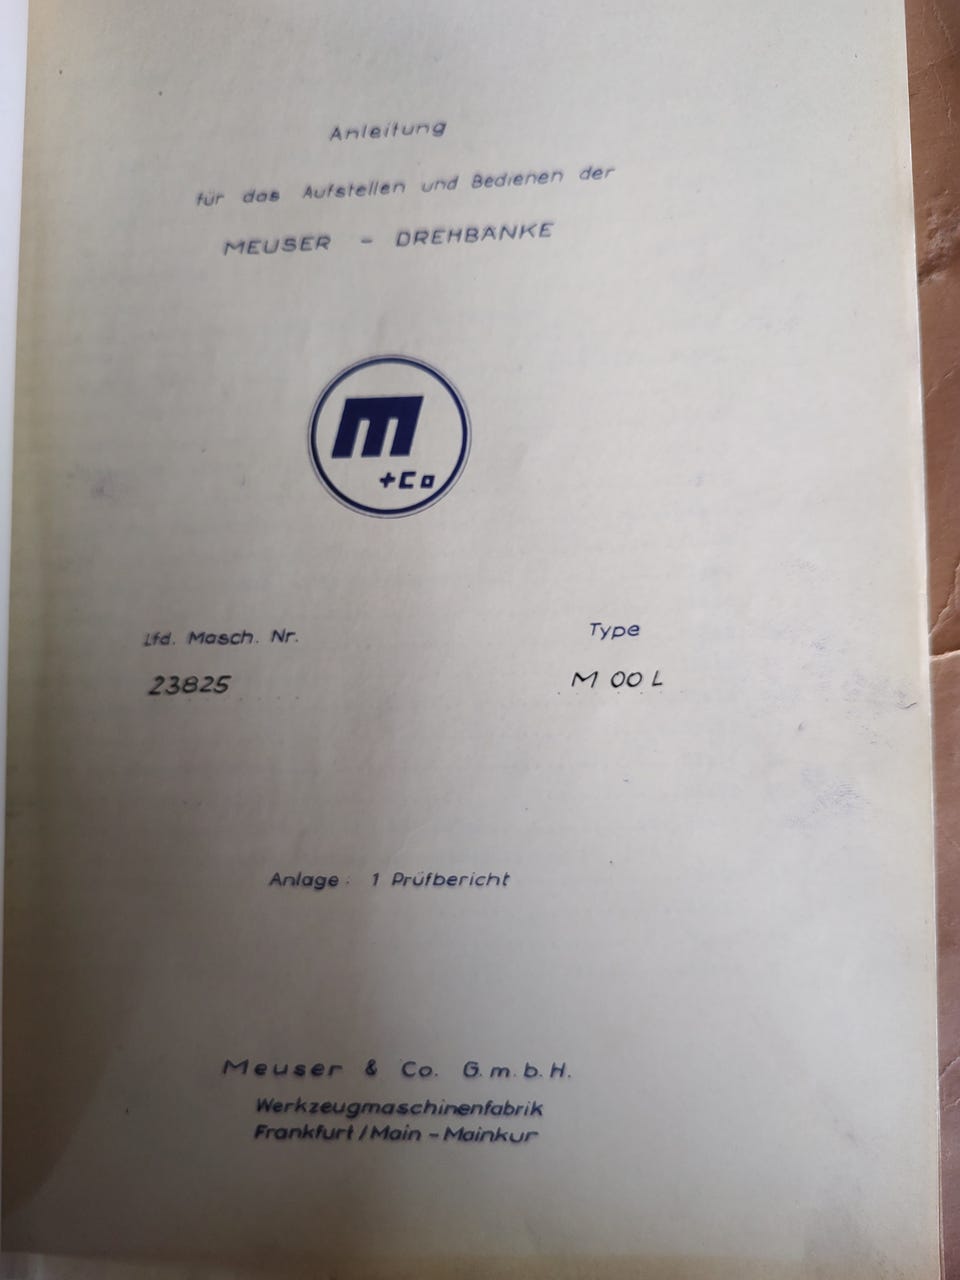 Anleitung
für das Aufstellen und Bedienen der
MEUSER - DREHBÄNKE
m
+Co
Lfd. Masch. Nr.
Type
23825
M 00 L
Anlage: 1 Prüfbericht
Meuser & Co. G.m.b.H.
Werkzeugmaschinenfabrik
Frankfurt/Main - Mainkur